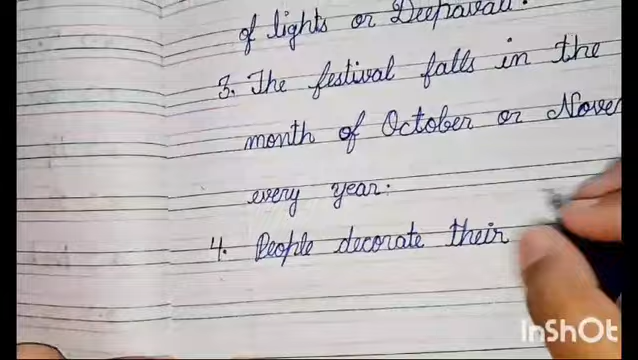 of lights or Deepavali.
3. The festival falls in the
month of October or Nove
every year.
4. People decorate their
InShOt